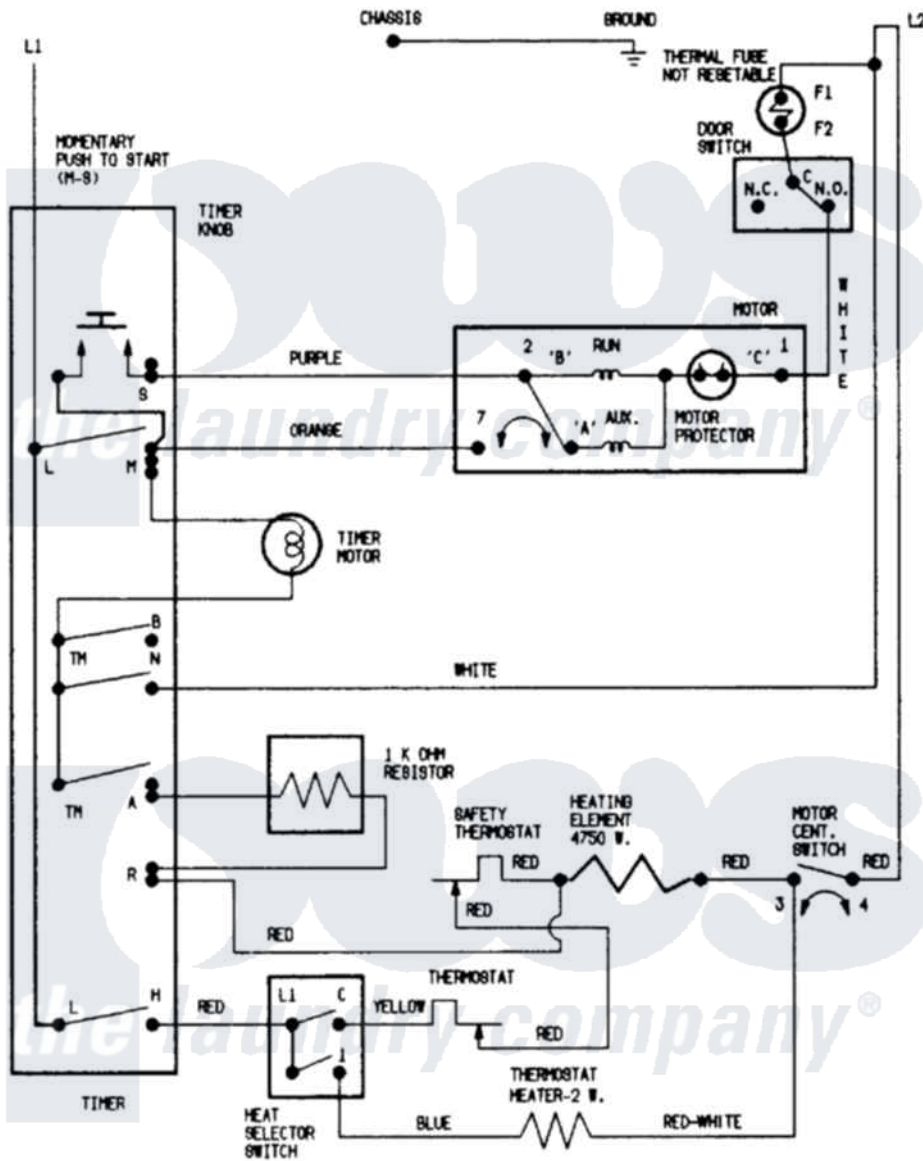 CHASSIS
GROUND
L2
L1
THERMAL FUSE
NOT RESETABLE
F1
F2
DOOR
SWITCH
MOMENTARY
PUSH TO START
(M-S)
N.C.
C
N.O.
TIMER
KNOB
WHITE
MOTOR
PURPLE
2
'B'
RUN
'C'
1
S
ORANGE
7
'A'
AUX.
MOTOR
PROTECTOR
L
M
the laundry company®
TIMER
MOTOR
B
TM
N
WHITE
1 K OHM
RESISTOR
TM
A
SAFETY
THERMOSTAT
HEATING
ELEMENT
4750 W.
MOTOR
CENT.
SWITCH
RED
RED
RED
R
RED
3
4
RED
THERMOSTAT
L
H
RED
L1
C
YELLOW
RED
the laundry company®
1
THERMOSTAT
HEATER-2 W.
TIMER
HEAT
SELECTOR
SWITCH
BLUE
RED-WHITE